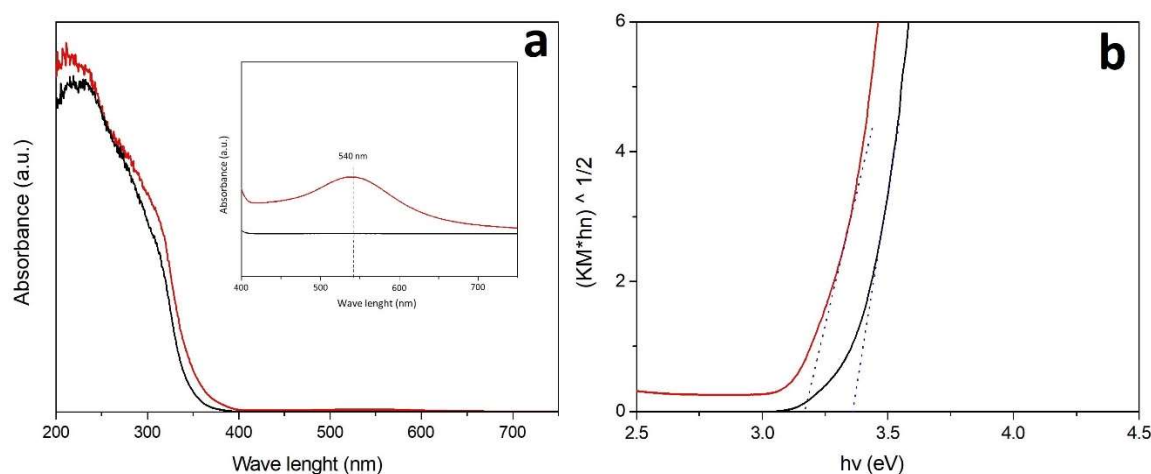 a
Absorbance (a.u.)
200 300 400 500 600 700
Wave lenght (nm)
Absorbance (a.u.)
540 nm
400 500 600 700
Wave lenght (nm)
b
(KM*hn) ^ 1/2
6
4
2
0
2.5 3.0 3.5 4.0 4.5
hν (eV)